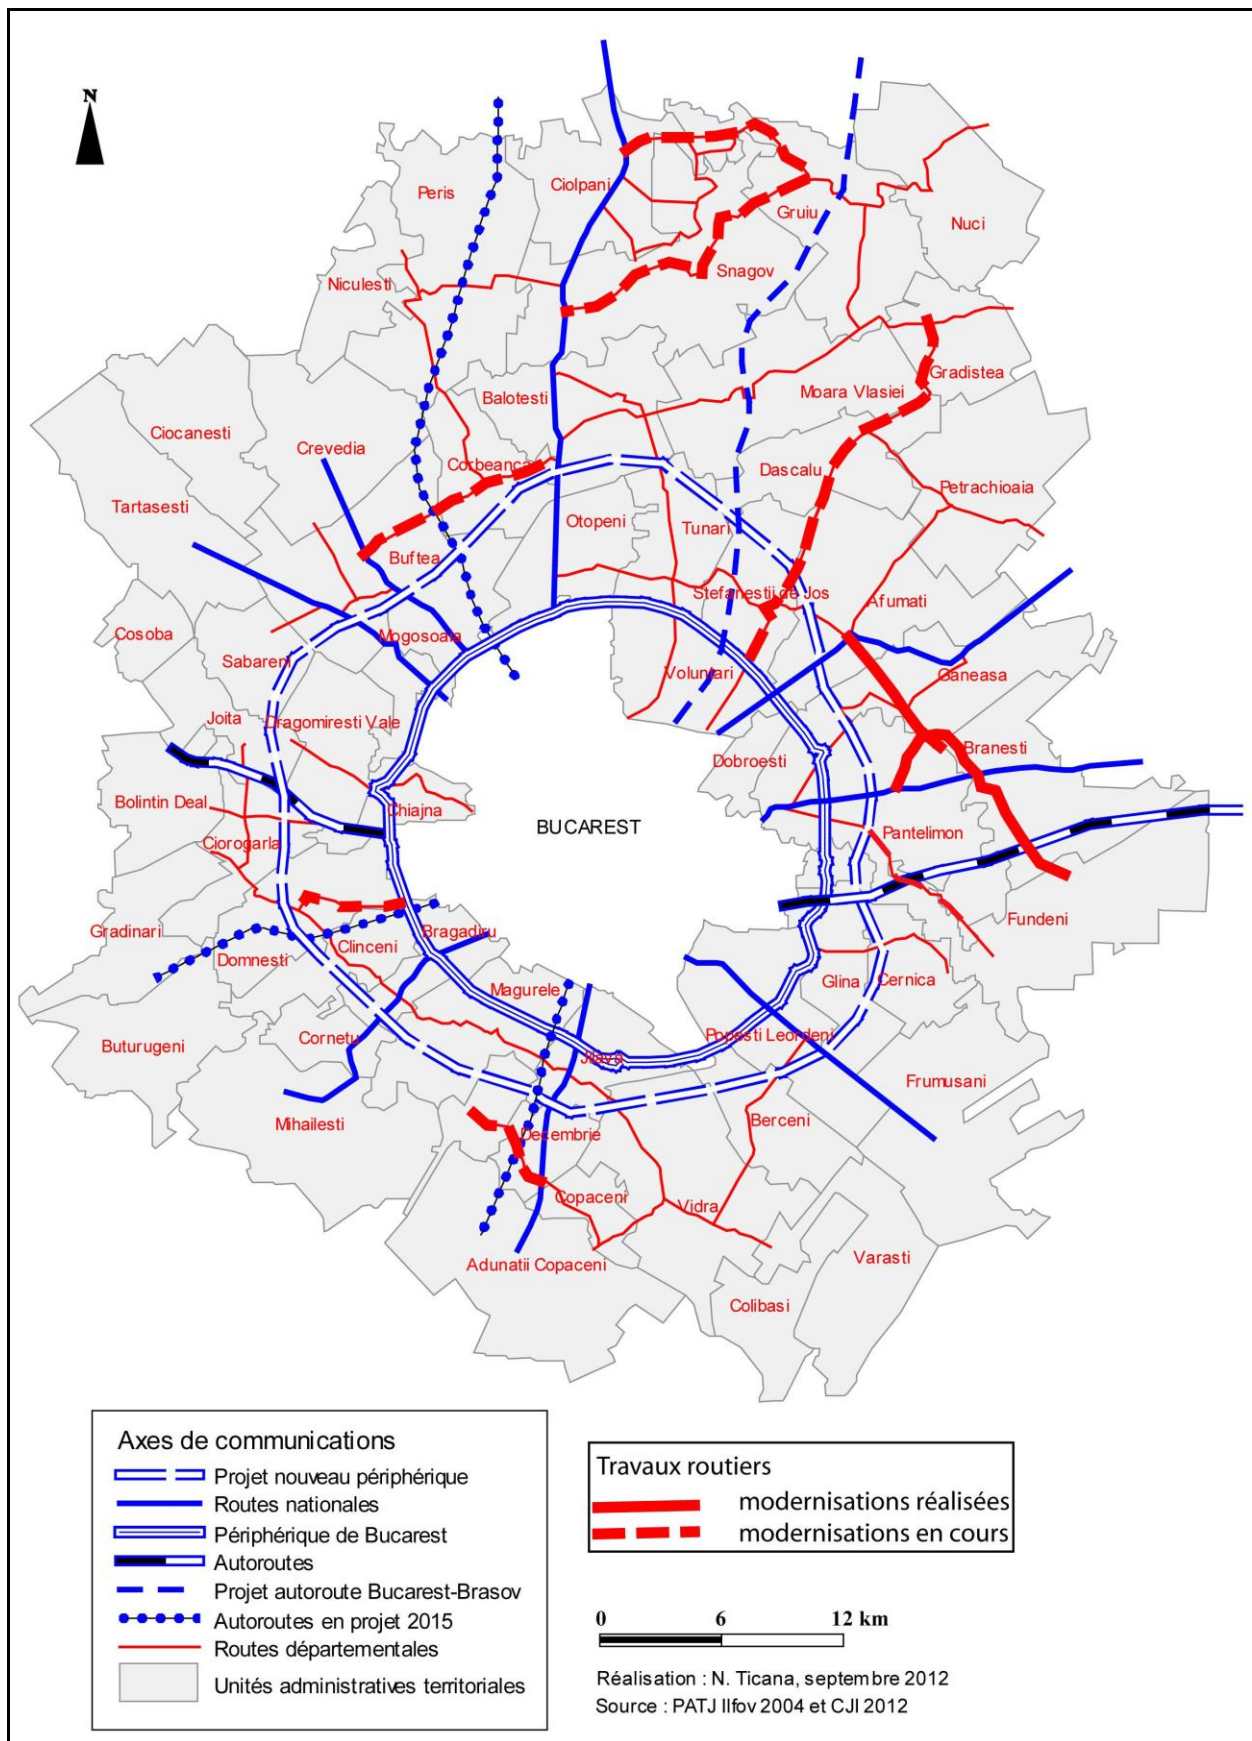 N
Peris
Ciolpani
Gruiu
Nuci
Snagov
Niculesti
Gradistea
Moara Vlasiei
Balotesti
Ciocanesti
Crevedia
Corbeanca
Dascalu
Petrachioaia
Tartasesti
Otopeni
Tunari
Buftea
Stefanestii de Jos
Afumati
Cosoba
Mogosoaia
Sabareni
Voluntari
Ganeasa
Joita
Dragomiresti Vale
Dobroesti
Branesti
Bolintin Deal
Chiajna
BUCAREST
Pantelimon
Ciorogarla
Fundeni
Gradinari
Bragadiru
Clinceni
Domnesti
Glina
Cernica
Magurele
Popesti Leordeni
Cornetu
Buturugeni
Jilava
Frumusani
Mihailesti
Decembrie
Berceni
Copaceni
Vidra
Varasti
Adunatii Copaceni
Colibasi
Axes de communications
Projet nouveau périphérique
Routes nationales
Périphérique de Bucarest
Autoroutes
Projet autoroute Bucarest-Brasov
Autoroutes en projet 2015
Routes départementales
Unités administratives territoriales
Travaux routiers
modernisations réalisées
modernisations en cours
0 6 12 km
Réalisation : N. Ticana, septembre 2012
Source : PATJ Ilfov 2004 et CJI 2012